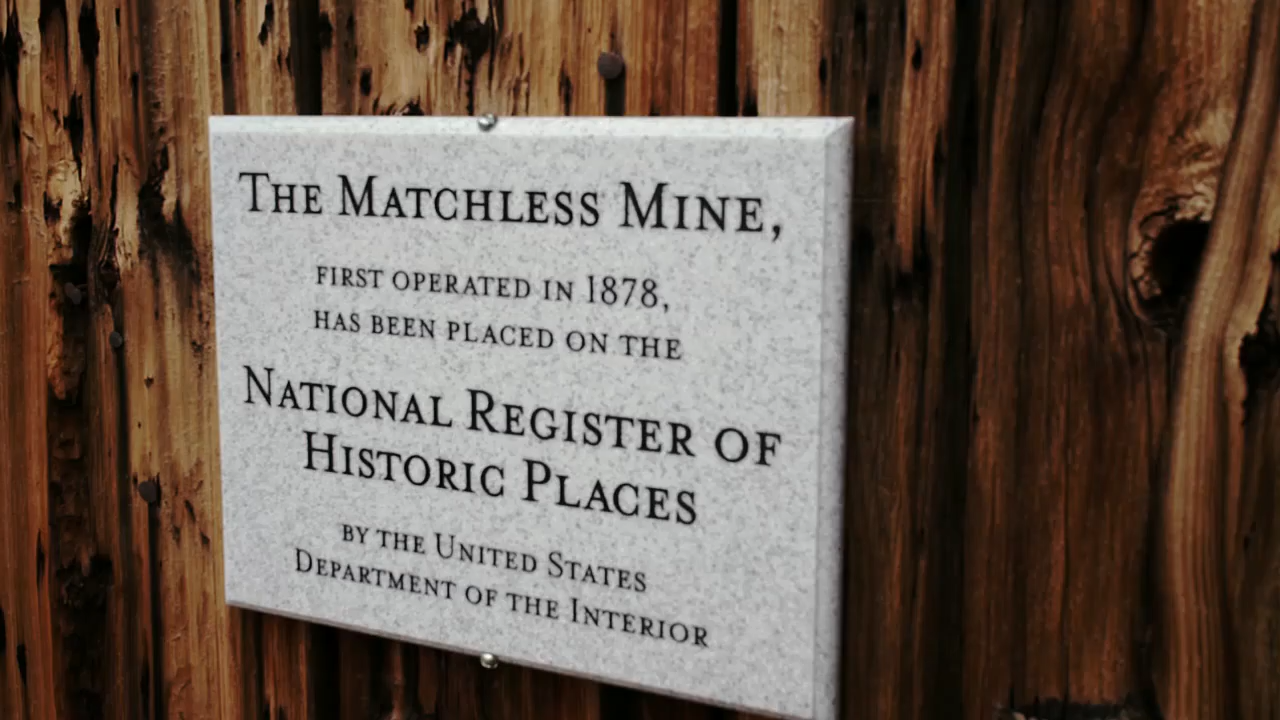 THE MATCHLESS MINE,
FIRST OPERATED IN 1878,
HAS BEEN PLACED ON THE
NATIONAL REGISTER OF
HISTORIC PLACES
BY THE UNITED STATES
DEPARTMENT OF THE INTERIOR